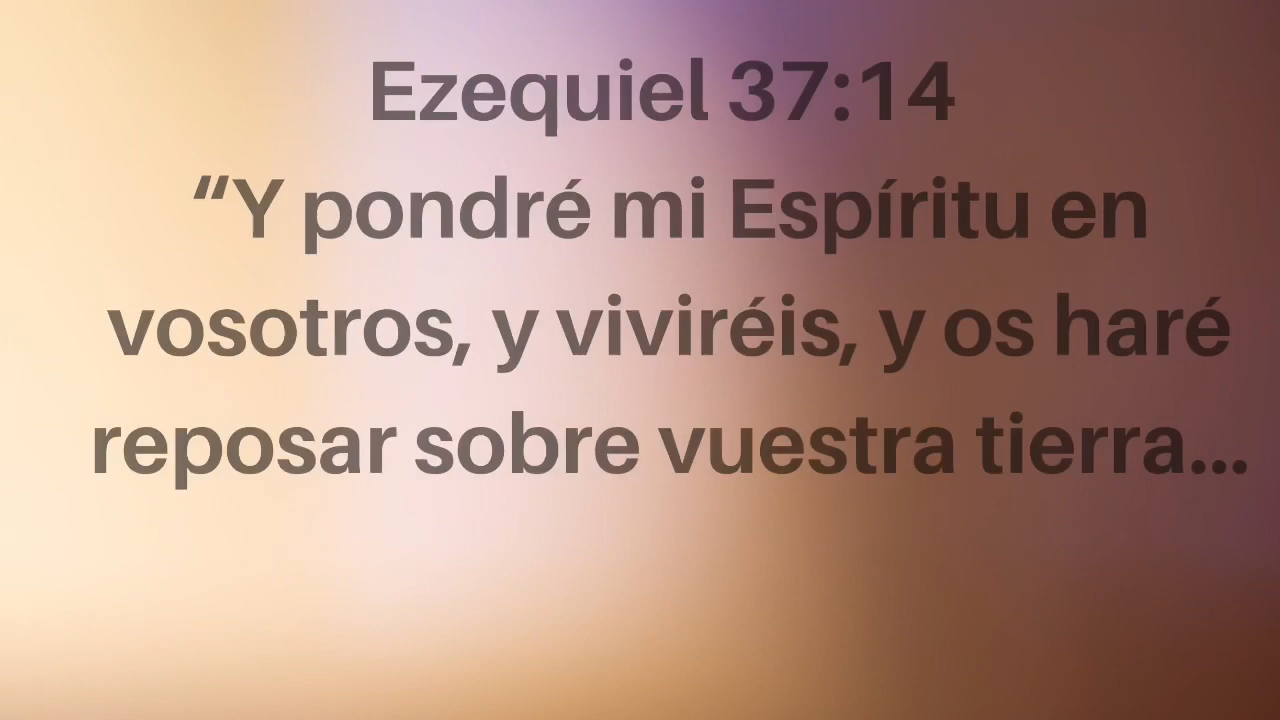 Ezequiel 37:14
“Y pondré mi Espíritu en
vosotros, y viviréis, y os haré
reposar sobre vuestra tierra...